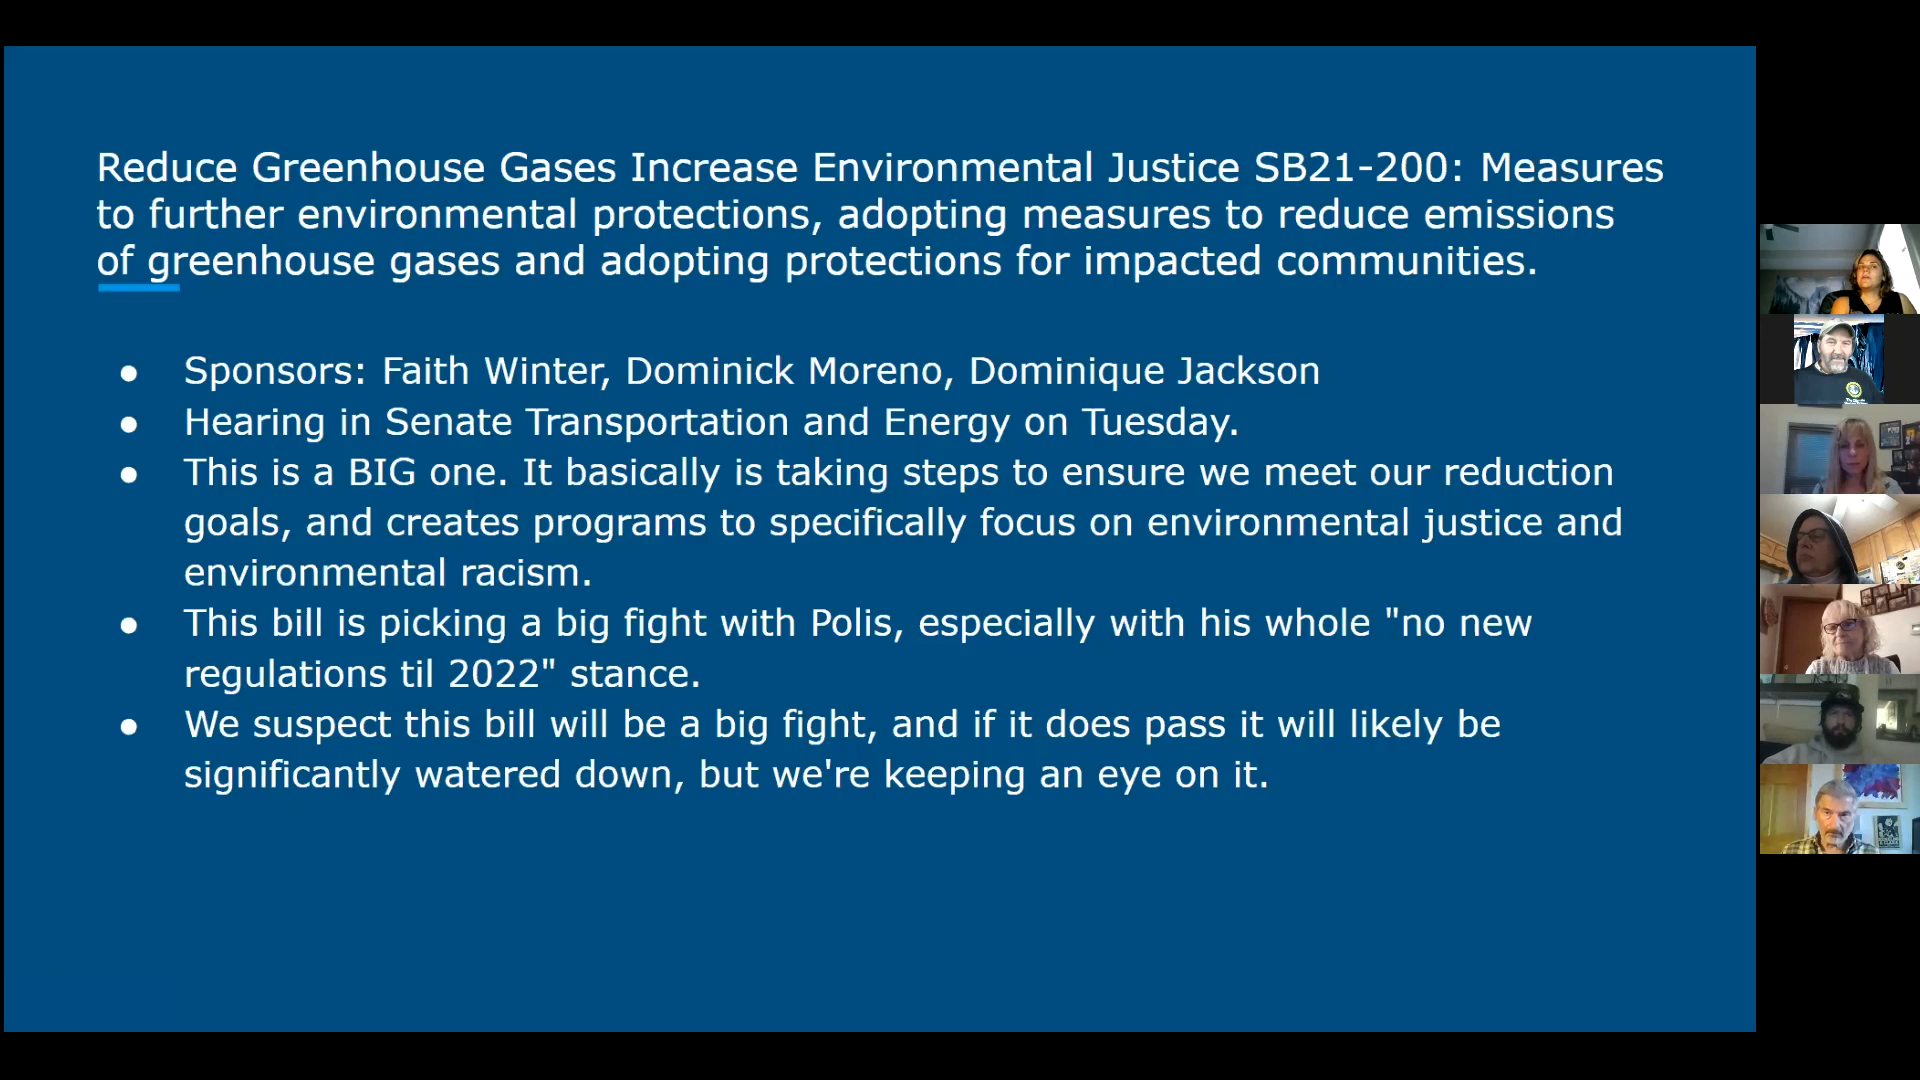 Reduce Greenhouse Gases Increase Environmental Justice SB21-200: Measures
to further environmental protections, adopting measures to reduce emissions
of greenhouse gases and adopting protections for impacted communities.
● Sponsors: Faith Winter, Dominick Moreno, Dominique Jackson
● Hearing in Senate Transportation and Energy on Tuesday.
● This is a BIG one. It basically is taking steps to ensure we meet our reduction
goals, and creates programs to specifically focus on environmental justice and
environmental racism.
● This bill is picking a big fight with Polis, especially with his whole "no new
regulations til 2022" stance.
● We suspect this bill will be a big fight, and if it does pass it will likely be
significantly watered down, but we're keeping an eye on it.